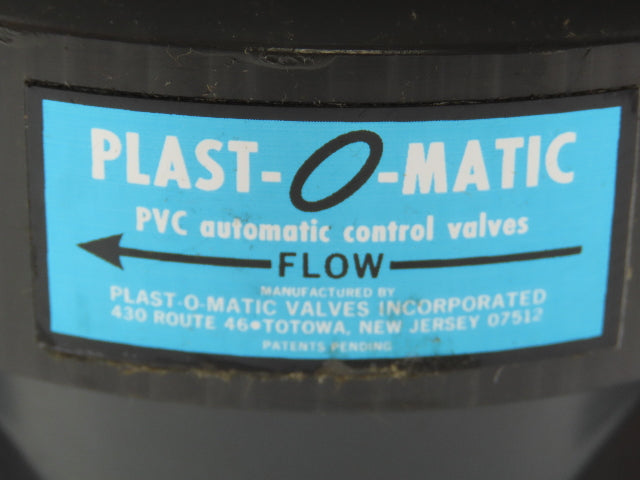 PLAST-O-MATIC
PVC automatic control valves
FLOW
MANUFACTURED BY
PLAST-O-MATIC VALVES INCORPORATED
430 ROUTE 46•TOTOWA, NEW JERSEY 07512
PATENTS PENDING